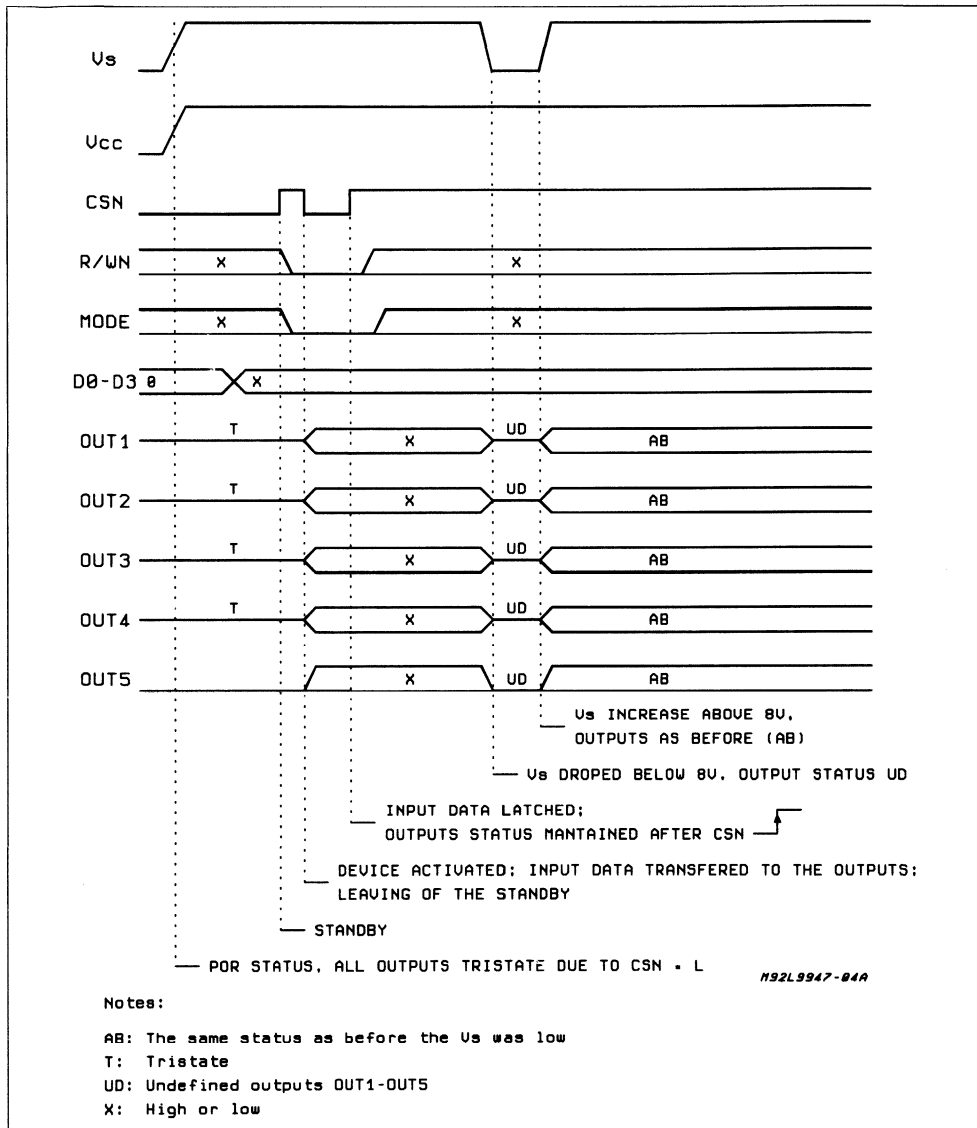 Vs
Vcc
CSN
R/WN X X
MODE X X
D0-D3 0 X
OUT1 T X UD AB
OUT2 T X UD AB
OUT3 T X UD AB
OUT4 T X UD AB
OUT5 X UD AB
Vs INCREASE ABOVE 8V,
OUTPUTS AS BEFORE (AB)
Vs DROPED BELOW 8V. OUTPUT STATUS UD
INPUT DATA LATCHED;
OUTPUTS STATUS MANTAINED AFTER CSN
DEVICE ACTIVATED; INPUT DATA TRANSFERED TO THE OUTPUTS;
LEAVING OF THE STANDBY
STANDBY
POR STATUS, ALL OUTPUTS TRISTATE DUE TO CSN = L
M92L9947-04A
Notes:
AB: The same status as before the Vs was low
T: Tristate
UD: Undefined outputs OUT1-OUT5
X: High or low